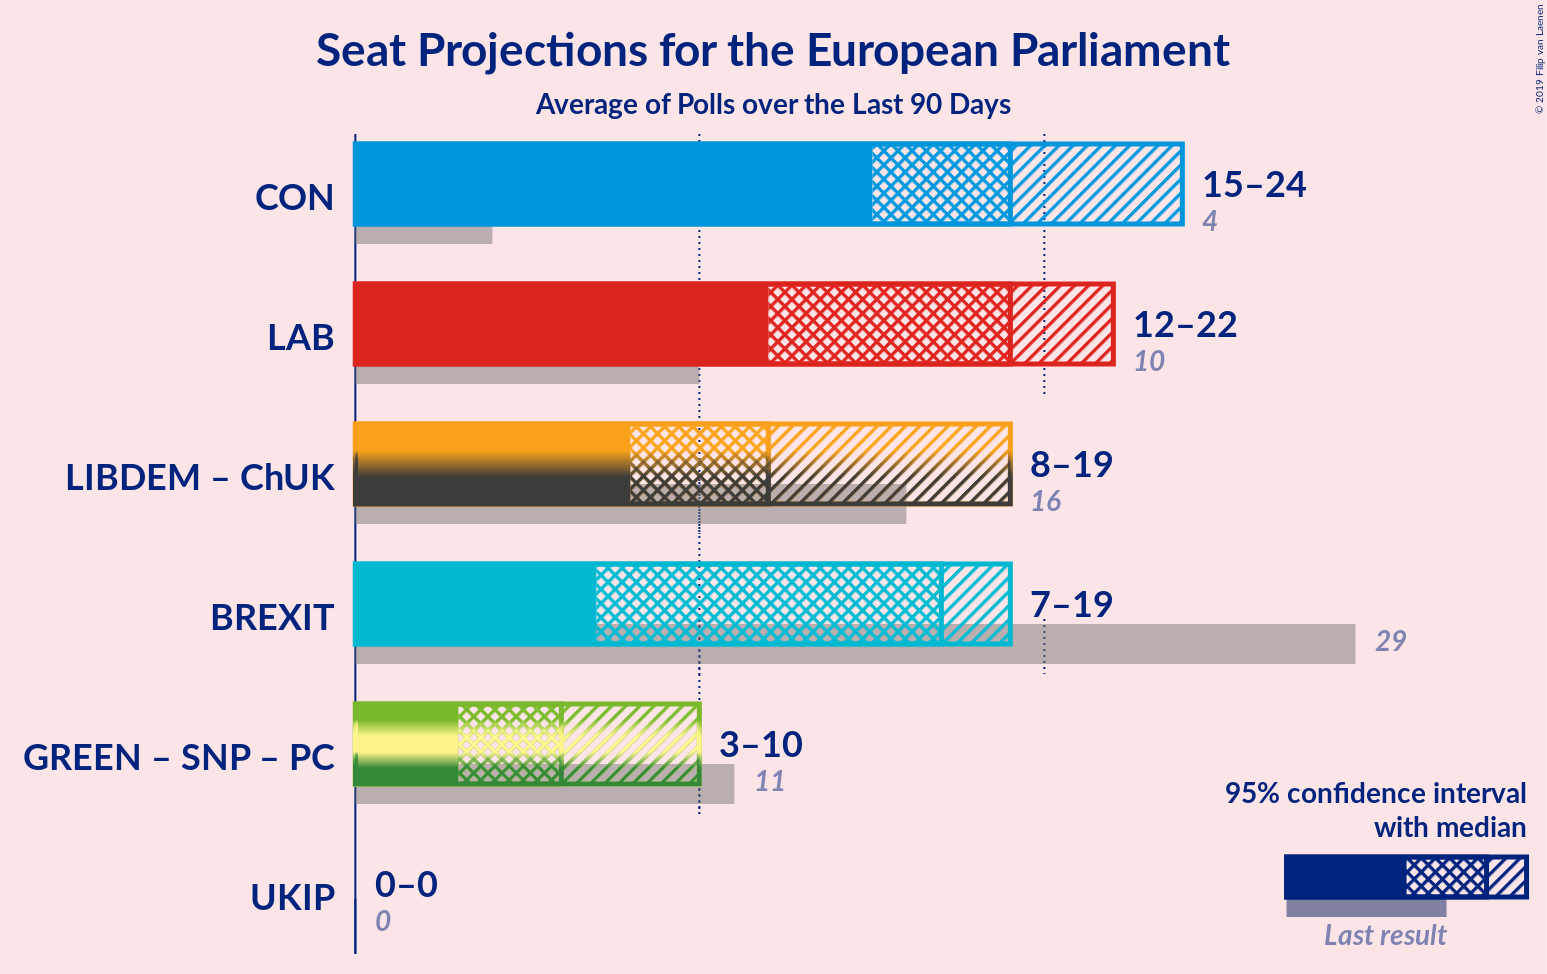 Seat Projections for the European Parliament
Average of Polls over the Last 90 Days
© 2019 Filip van Laenen
CON
15–24
4
LAB
12–22
10
LIBDEM – ChUK
8–19
16
BREXIT
7–19
29
GREEN – SNP – PC
3–10
11
UKIP
0–0
0
95% confidence interval
with median
Last result